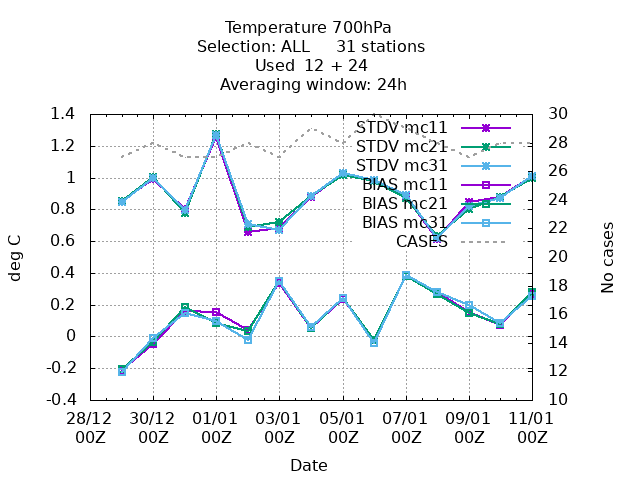 Temperature 700hPa
Selection: ALL     31 stations
Used  12 + 24
Averaging window: 24h
1.4
1.2
1
0.8
0.6
0.4
0.2
0
-0.2
-0.4
deg C
30
28
26
24
22
20
18
16
14
12
10
No cases
STDV mc11
STDV mc21
STDV mc31
BIAS mc11
BIAS mc21
BIAS mc31
CASES
28/12 30/12 01/01 03/01 05/01 07/01 09/01 11/01
00Z 00Z 00Z 00Z 00Z 00Z 00Z 00Z
Date